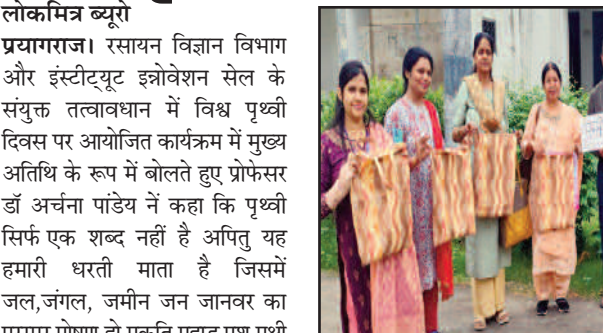 लोकमित्र ब्यूरो
प्रयागराज। रसायन विज्ञान विभाग
और इंस्टीट्यूट इन्नोवेशन सेल के
संयुक्त तत्वावधान में विश्व पृथ्वी
दिवस पर आयोजित कार्यक्रम में मुख्य
अतिथि के रूप में बोलते हुए प्रोफेसर
डॉ अर्चना पांडेय नें कहा कि पृथ्वी
सिर्फ एक शब्द नहीं है अपितु यह
हमारी धरती माता है जिसमें
जल,जंगल, जमीन जन जानवर का